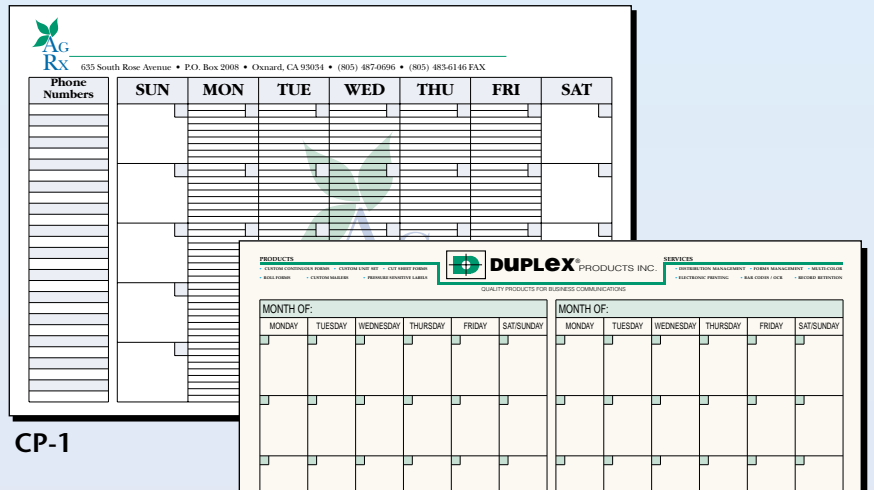 AG
RX
635 South Rose Avenue • P.O. Box 2008 • Oxnard, CA 93034 • (805) 487-0696 • (805) 483-6146 FAX
Phone
Numbers
SUN MON TUE WED THU FRI SAT
AG
CP-1
PRODUCTS
• CUSTOM CONTINUOUS FORMS • CUSTOM UNIT SET • CUT SHEET FORMS
• ROLL FORMS • CUSTOM MAILERS • PRESSURE SENSITIVE LABELS
DUPLEX® PRODUCTS INC.
SERVICES
• DISTRIBUTION MANAGEMENT • FORMS MANAGEMENT • MULTI-COLOR
• ELECTRONIC PRINTING • BAR CODES / OCR • RECORD RETENTION
QUALITY PRODUCTS FOR BUSINESS COMMUNICATIONS
MONTH OF: MONTH OF:
MONDAY TUESDAY WEDNESDAY THURSDAY FRIDAY SAT/SUNDAY MONDAY TUESDAY WEDNESDAY THURSDAY FRIDAY SAT/SUNDAY